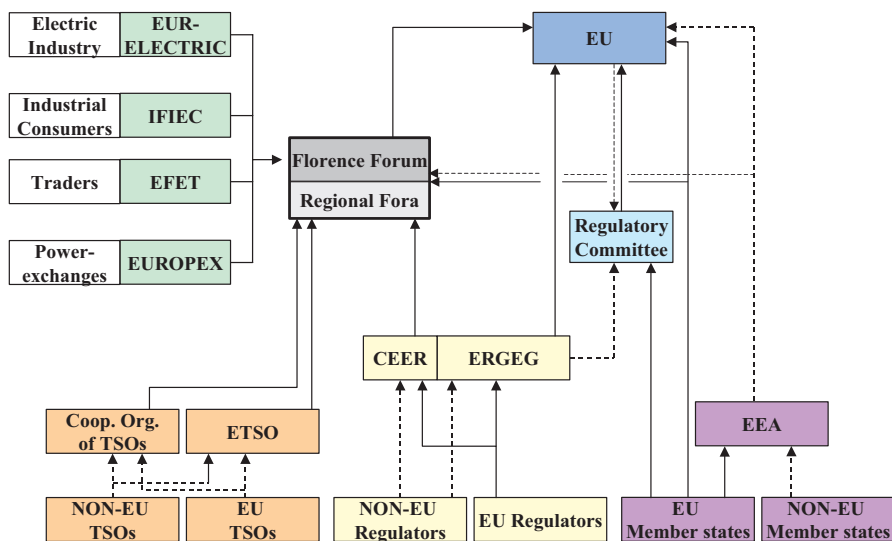 Electric
Industry
EUR-
ELECTRIC
EU
Industrial
Consumers
IFIEC
Florence Forum
Traders
EFET
Regional Fora
Regulatory
Committee
Power-
exchanges
EUROPEX
CEER
ERGEG
Coop. Org.
of TSOs
ETSO
EEA
NON-EU
TSOs
EU
TSOs
NON-EU
Regulators
EU Regulators
EU
Member states
NON-EU
Member states